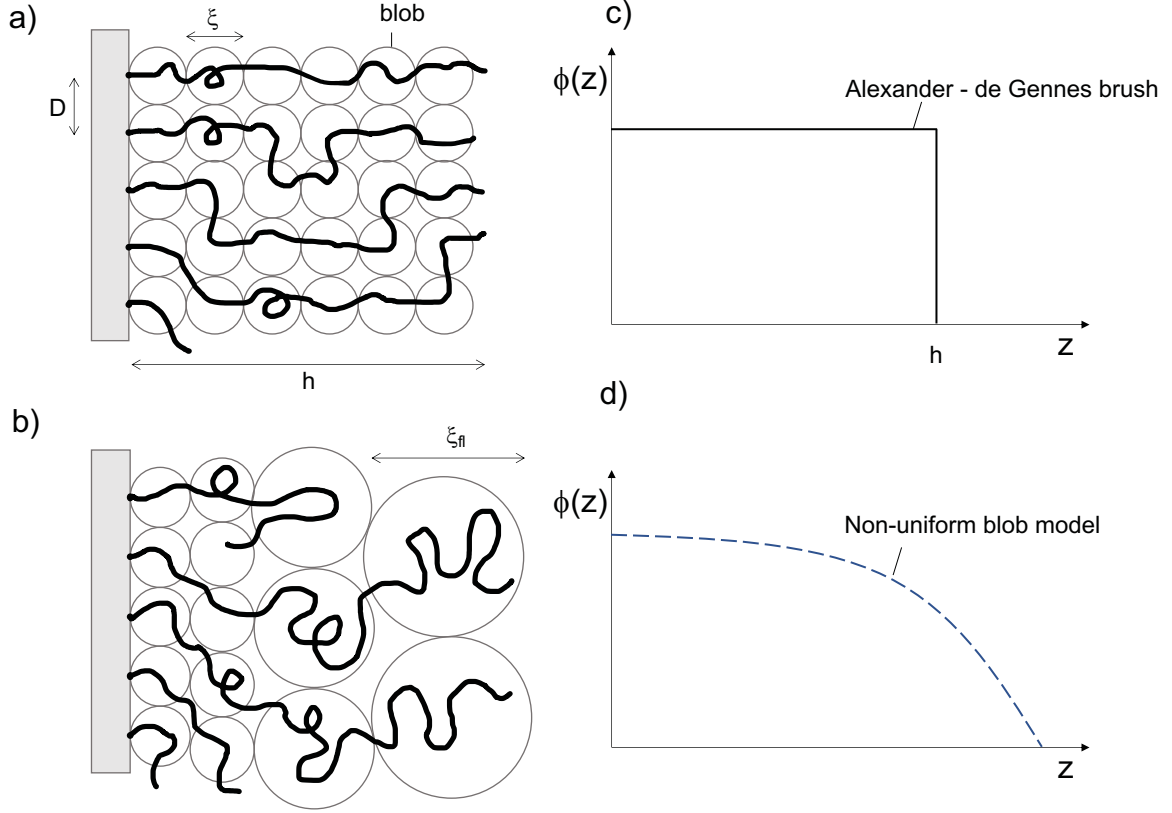 a)
ξ
blob
D
h
c)
ϕ(z)
Alexander - de Gennes brush
h
z
b)
ξfl
d)
ϕ(z)
Non-uniform blob model
z